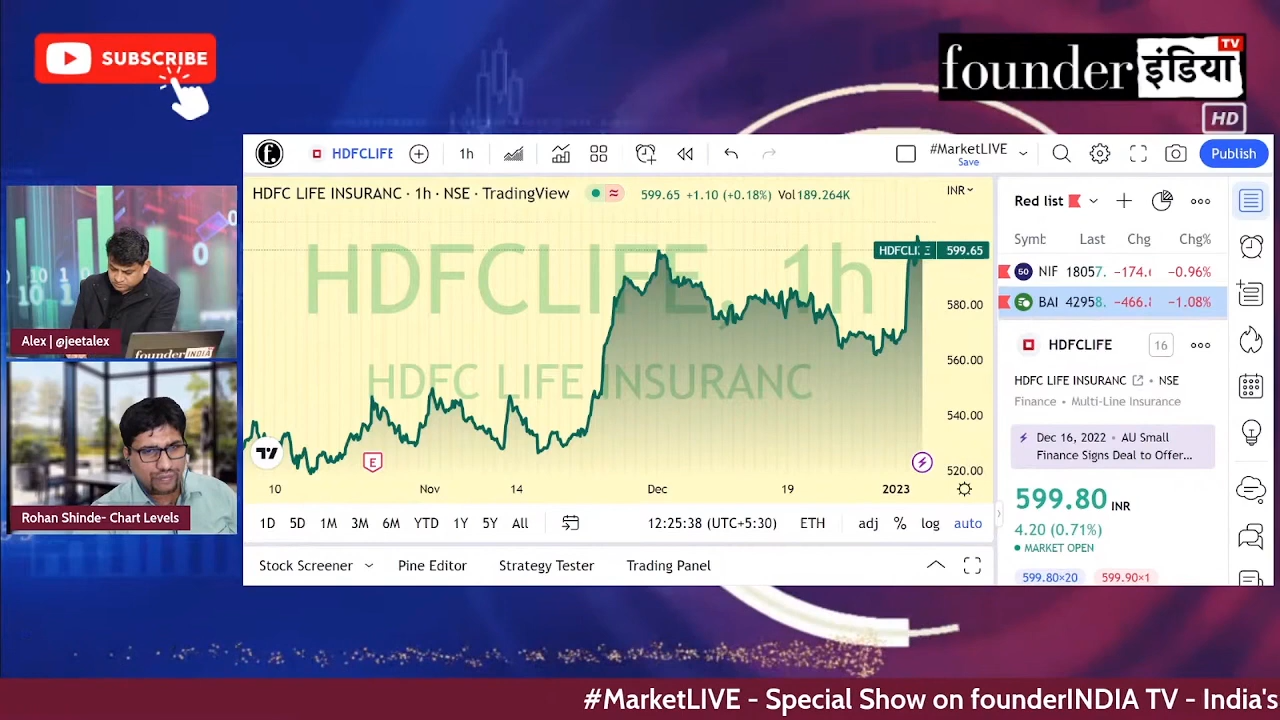 SUBSCRIBE
founder इंडिया TV
HD
f.
HDFCLIFE
1h
#MarketLIVE
Save
Publish
HDFC LIFE INSURANC · 1h · NSE · TradingView
599.65 +1.10 (+0.18%) Vol 189.264K
INR
HDFCLIFE, 1h
HDFC LIFE INSURANC
599.65
580.00
560.00
540.00
520.00
E
10
Nov
14
Dec
19
2023
1D 5D 1M 3M 6M YTD 1Y 5Y All
12:25:38 (UTC+5:30) ETH adj % log auto
Stock Screener Pine Editor Strategy Tester Trading Panel
Red list
Symb Last Chg Chg%
50 NIF 18057. −174. −0.96%
BAI 42958. −466. −1.08%
HDFCLIFE 16
HDFC LIFE INSURANC • NSE
Finance • Multi-Line Insurance
Dec 16, 2022 • AU Small
Finance Signs Deal to Offer...
599.80 INR
4.20 (0.71%)
MARKET OPEN
599.80×20 599.90×1
Alex | @jeetalex
founder INDIA
Rohan Shinde- Chart Levels
#MarketLIVE - Special Show on founderINDIA TV - India's